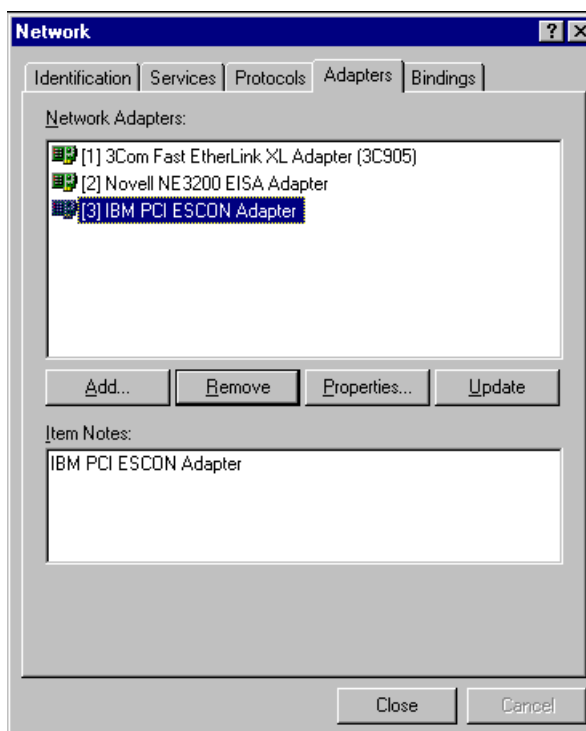 Network
Identification Services Protocols Adapters Bindings
Network Adapters:
[1] 3Com Fast EtherLink XL Adapter (3C905)
[2] Novell NE3200 EISA Adapter
[3] IBM PCI ESCON Adapter
Add... Remove Properties... Update
Item Notes:
IBM PCI ESCON Adapter
Close Cancel